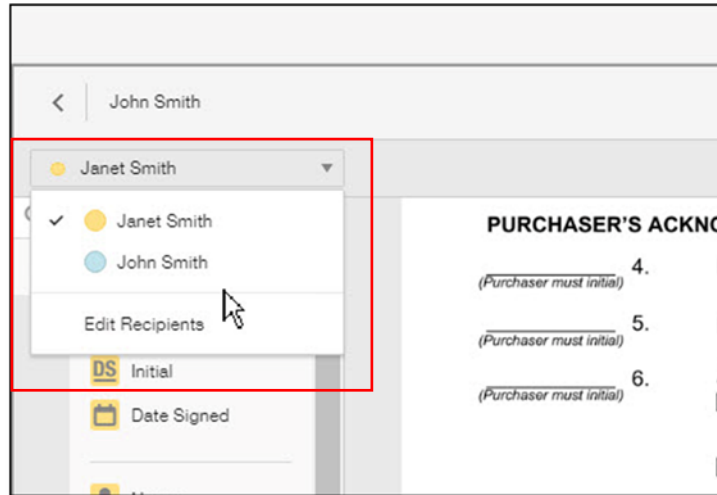 John Smith
Janet Smith
Janet Smith
John Smith
Edit Recipients
DS Initial
Date Signed
PURCHASER'S ACKNO
4.
(Purchaser must initial)
5.
(Purchaser must initial)
6.
(Purchaser must initial)